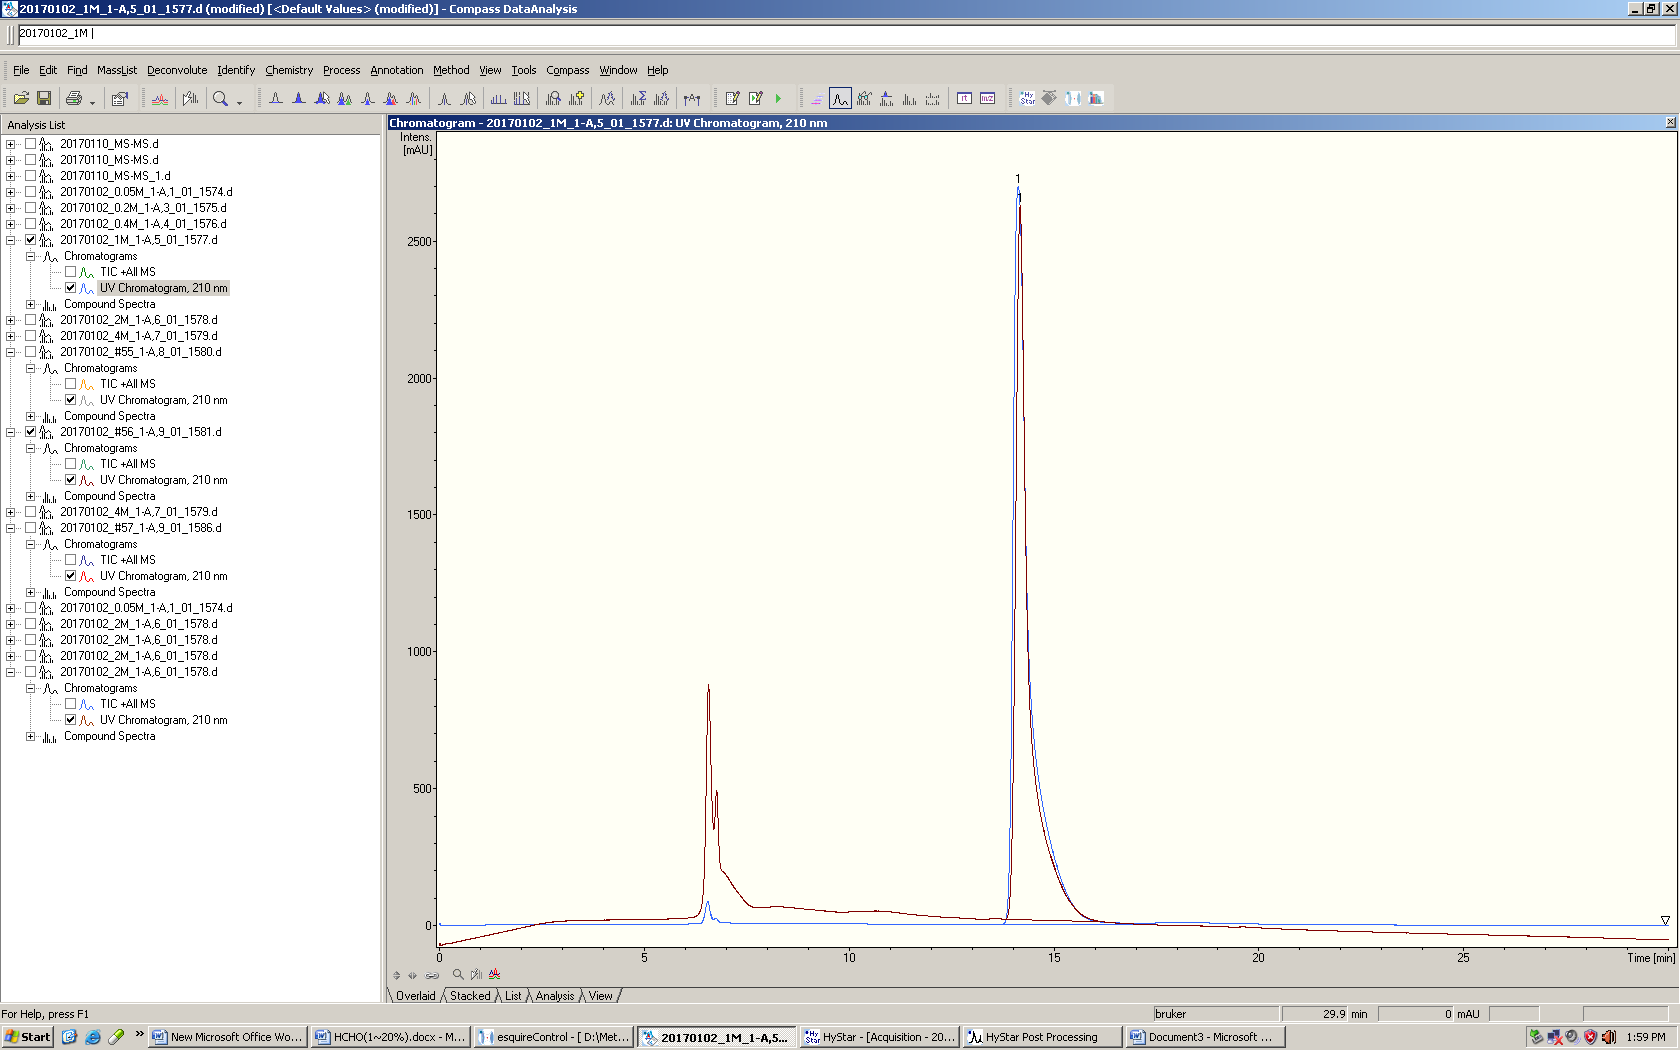 20170102_1M_1-A,5_01_1577.d (modified) [<Default Values> (modified)] - Compass DataAnalysis
20170102_1M
File Edit Find MassList Deconvolute Identify Chemistry Process Annotation Method View Tools Compass Window Help
Analysis List
20170110_MS-MS.d
20170110_MS-MS.d
20170110_MS-MS_1.d
20170102_0.05M_1-A,1_01_1574.d
20170102_0.2M_1-A,3_01_1575.d
20170102_0.4M_1-A,4_01_1576.d
20170102_1M_1-A,5_01_1577.d
Chromatograms
TIC +All MS
UV Chromatogram, 210 nm
Compound Spectra
20170102_2M_1-A,6_01_1578.d
20170102_4M_1-A,7_01_1579.d
20170102_#55_1-A,8_01_1580.d
Chromatograms
TIC +All MS
UV Chromatogram, 210 nm
Compound Spectra
20170102_#56_1-A,9_01_1581.d
Chromatograms
TIC +All MS
UV Chromatogram, 210 nm
Compound Spectra
20170102_4M_1-A,7_01_1579.d
20170102_#57_1-A,9_01_1586.d
Chromatograms
TIC +All MS
UV Chromatogram, 210 nm
Compound Spectra
20170102_0.05M_1-A,1_01_1574.d
20170102_2M_1-A,6_01_1578.d
20170102_2M_1-A,6_01_1578.d
20170102_2M_1-A,6_01_1578.d
20170102_2M_1-A,6_01_1578.d
Chromatograms
TIC +All MS
UV Chromatogram, 210 nm
Compound Spectra
Chromatogram - 20170102_1M_1-A,5_01_1577.d: UV Chromatogram, 210 nm
Intens.
[mAU]
1
2500
2000
1500
1000
500
0
0 5 10 15 20 25 Time [min]
Overlaid Stacked List Analysis View
For Help, press F1
bruker 29.9 min 0 mAU
Start » New Microsoft Office Wo... HCHO(1~20%).docx - M... esquireControl - [ D:\Met... 20170102_1M_1-A,5... HyStar - [Acquisition - 20... HyStar Post Processing Document3 - Microsoft ... 1:59 PM